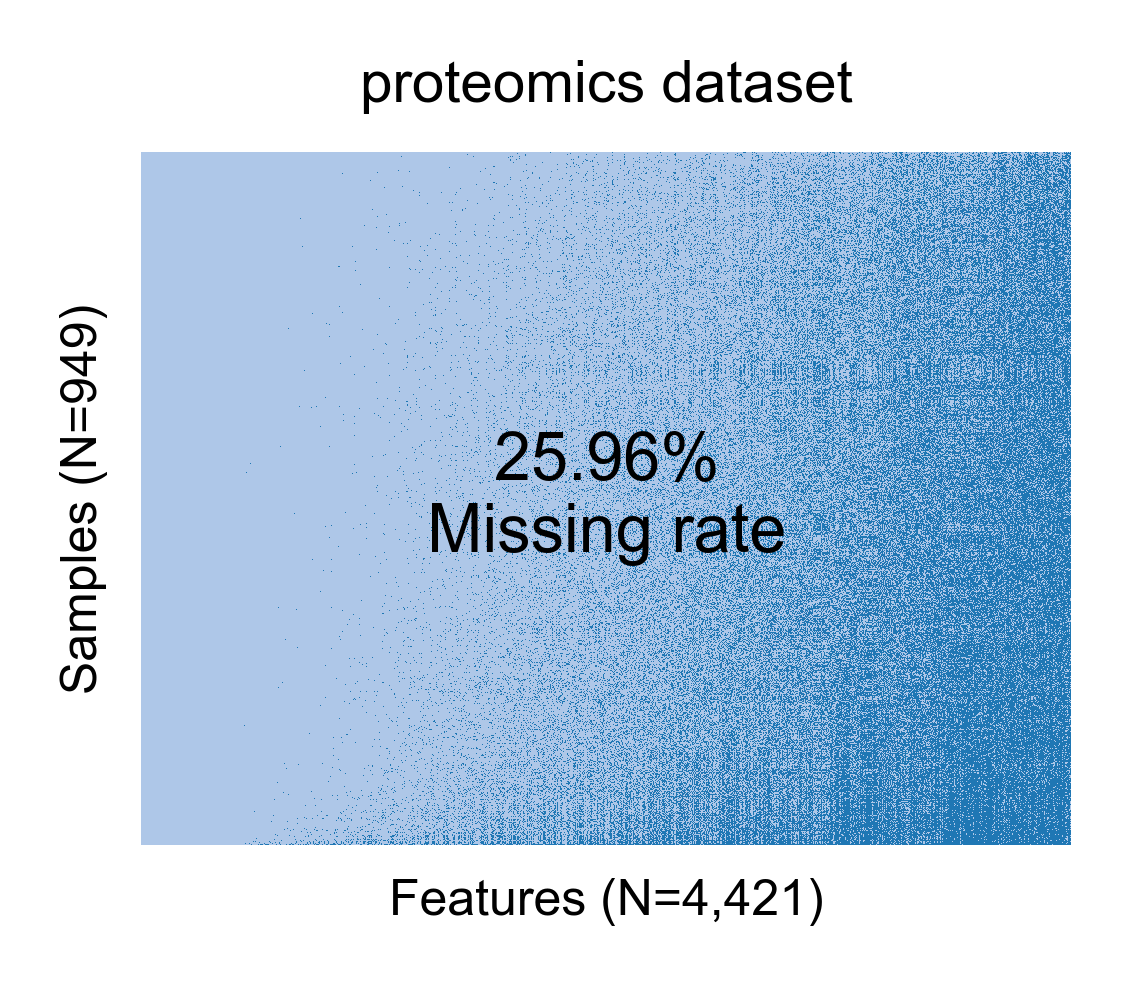 proteomics dataset
Samples (N=949)
25.96%
Missing rate
Features (N=4,421)